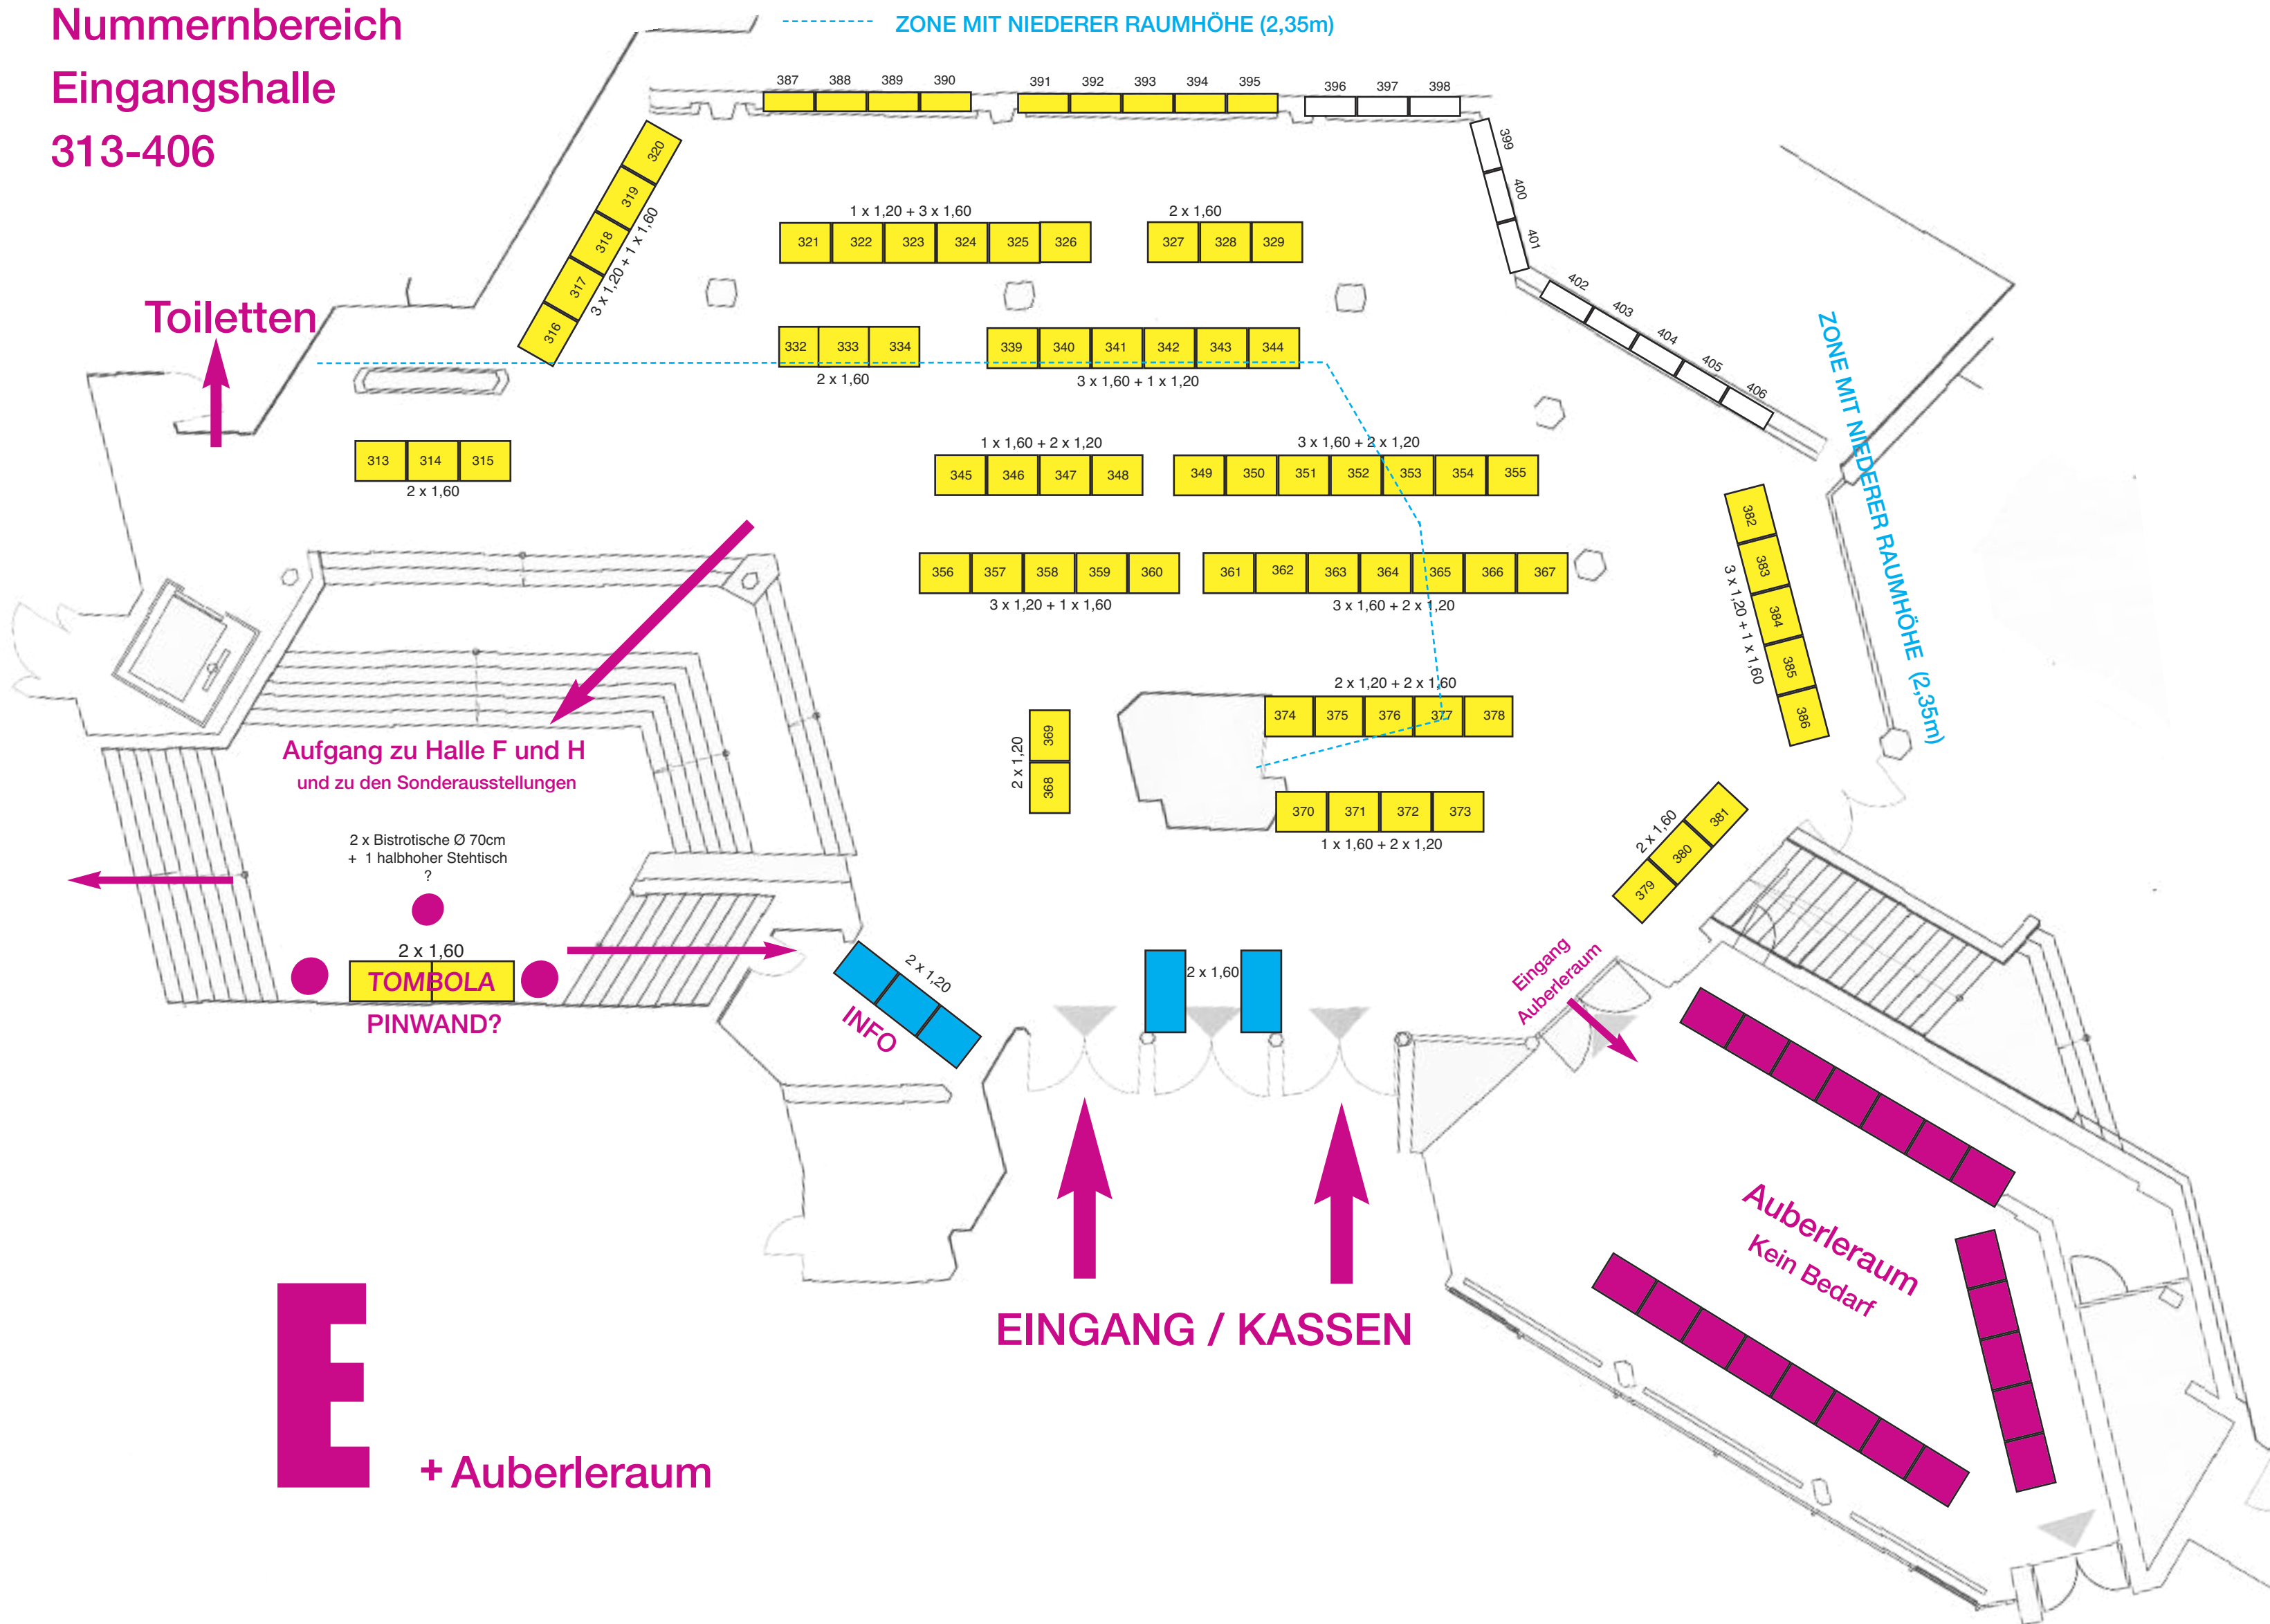 Nummernbereich
Eingangshalle
313-406
ZONE MIT NIEDERER RAUMHÖHE (2,35m)
387 388 389 390 391 392 393 394 395 396 397 398
399
400
401
402
403
404
405
406
320
319
318
317
316
3 x 1,20 + 1 x 1,60
1 x 1,20 + 3 x 1,60
321 322 323 324 325 326
2 x 1,60
327 328 329
Toiletten
332 333 334
2 x 1,60
339 340 341 342 343 344
3 x 1,60 + 1 x 1,20
ZONE MIT NIEDERER RAUMHÖHE (2,35m)
313 314 315
2 x 1,60
1 x 1,60 + 2 x 1,20
345 346 347 348
3 x 1,60 + 2 x 1,20
349 350 351 352 353 354 355
356 357 358 359 360
3 x 1,20 + 1 x 1,60
361 362 363 364 365 366 367
3 x 1,60 + 2 x 1,20
382
383
384
385
386
3 x 1,20 + 1 x 1,60
2 x 1,20 + 2 x 1,60
374 375 376 377 378
369
368
2 x 1,20
370 371 372 373
1 x 1,60 + 2 x 1,20
2 x 1,60
381
380
379
Aufgang zu Halle F und H
und zu den Sonderausstellungen
2 x Bistrotische Ø 70cm
+ 1 halbhoher Stehtisch
?
2 x 1,60
TOMBOLA
PINWAND?
2 x 1,20
INFO
2 x 1,60
Eingang
Auberleraum
Auberleraum
Kein Bedarf
EINGANG / KASSEN
E
+ Auberleraum